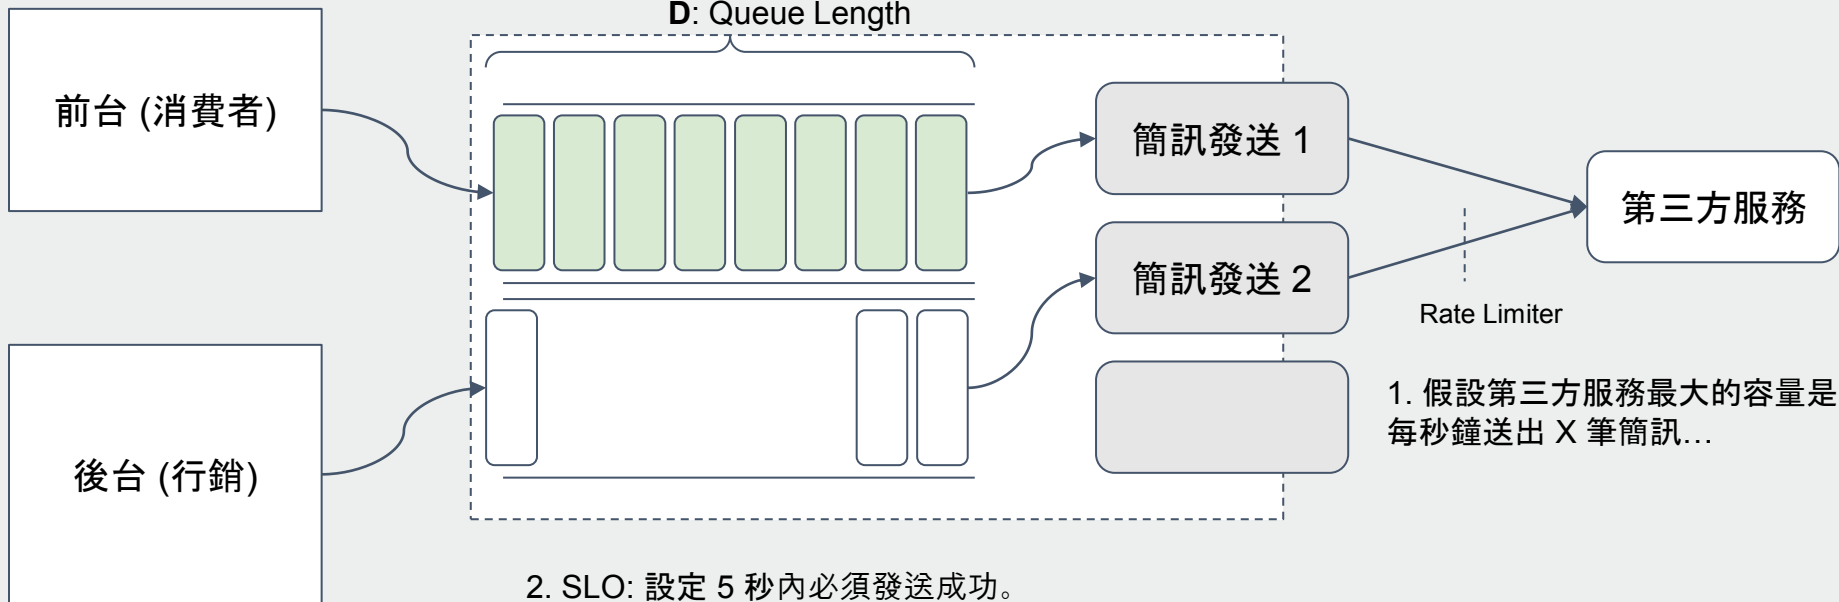 D: Queue Length
前台 (消費者)
簡訊發送 1
第三方服務
簡訊發送 2
Rate Limiter
後台 (行銷)
1. 假設第三方服務最大的容量是
每秒鐘送出 X 筆簡訊…
2. SLO: 設定 5 秒內必須發送成功。